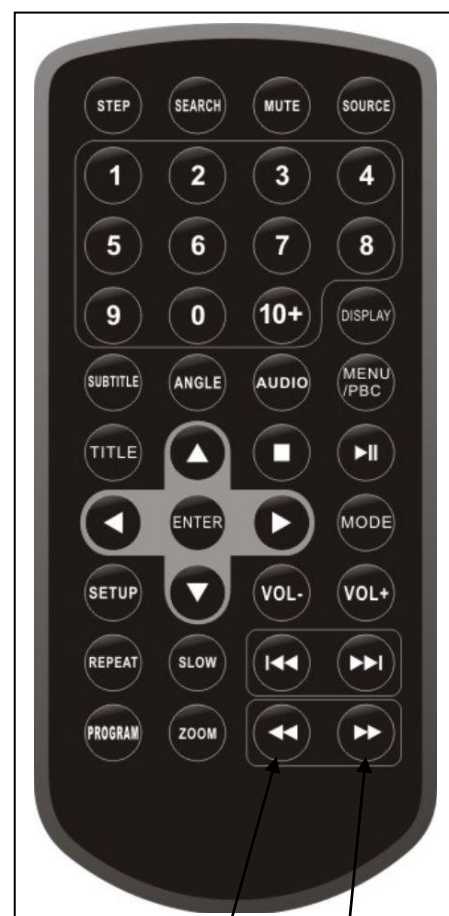 STEP SEARCH MUTE SOURCE
1 2 3 4
5 6 7 8
9 0 10+ DISPLAY
SUBTITLE ANGLE AUDIO MENU
/PBC
TITLE
ENTER MODE
SETUP VOL- VOL+
REPEAT SLOW
PROGRAM ZOOM